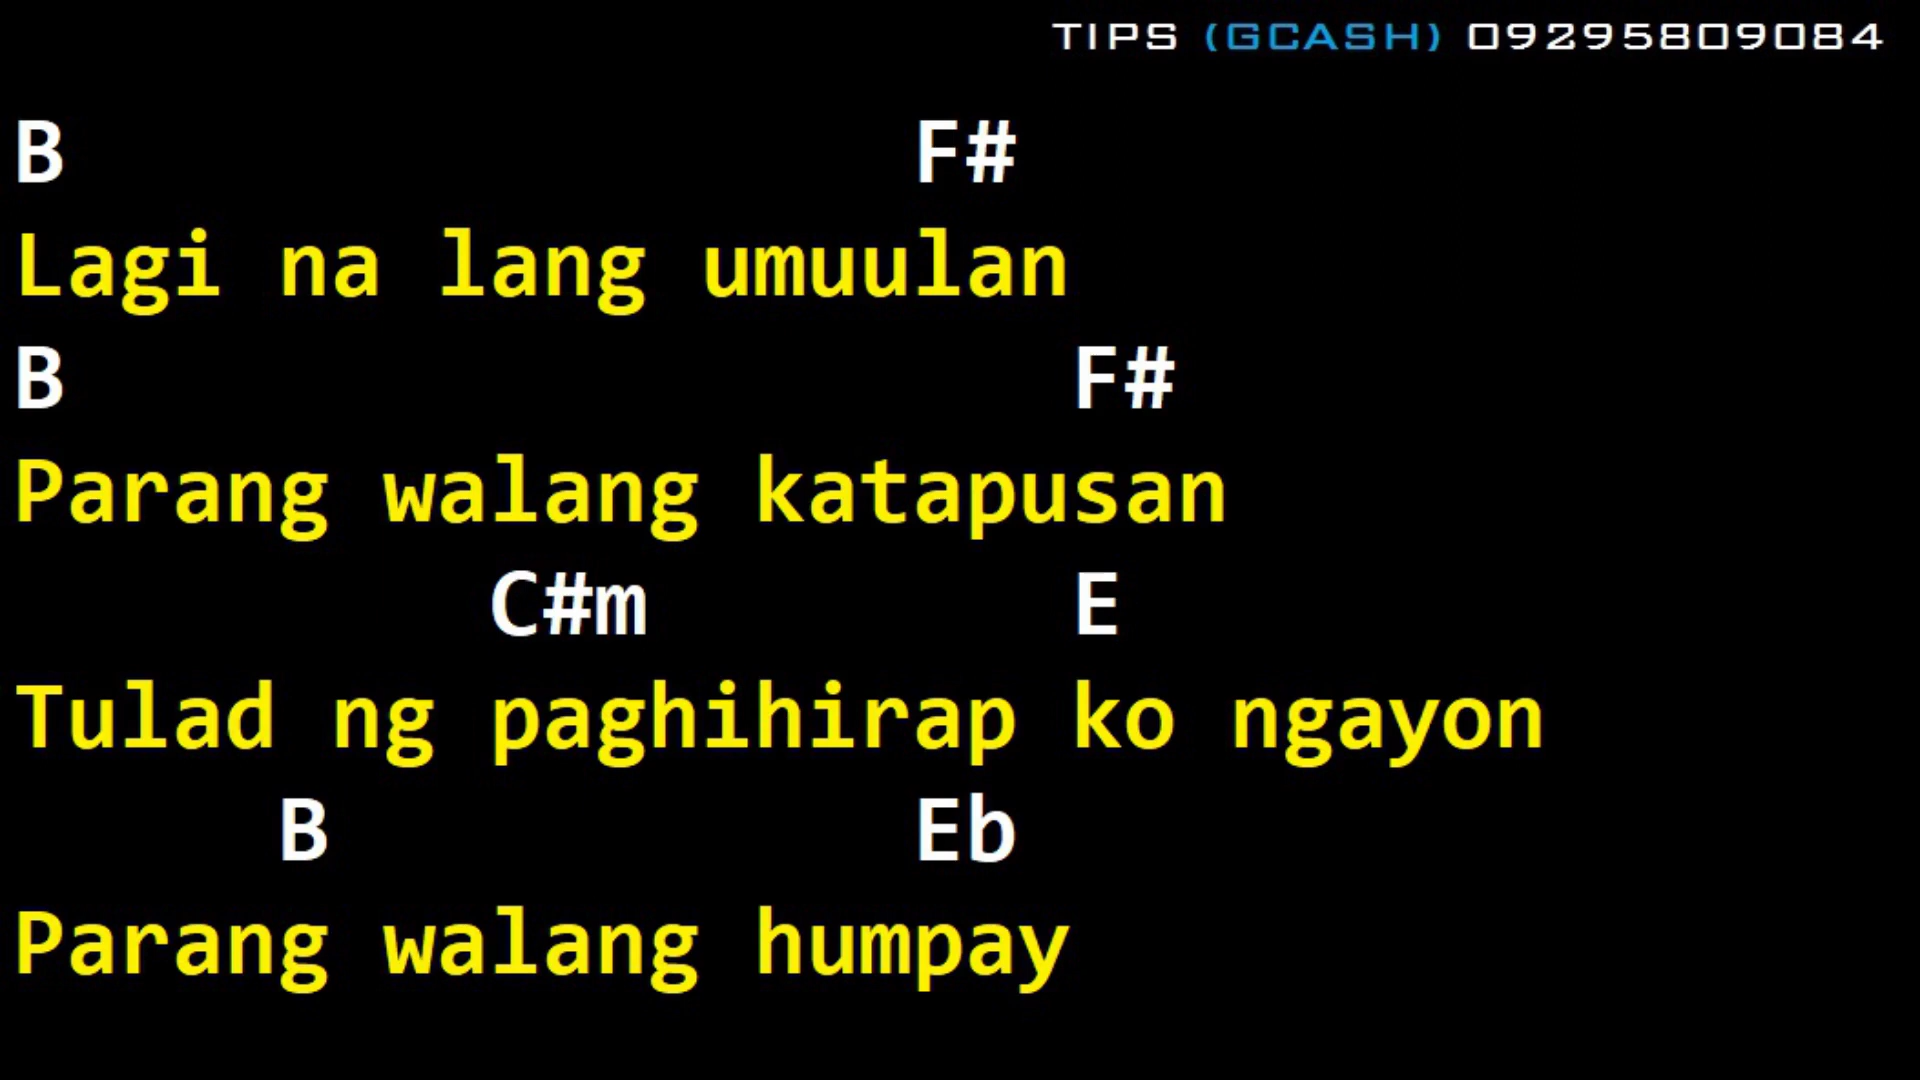 TIPS (GCASH) 09295809084
B F#
Lagi na lang umuulan
B F#
Parang walang katapusan
C#m E
Tulad ng paghihirap ko ngayon
B Eb
Parang walang humpay